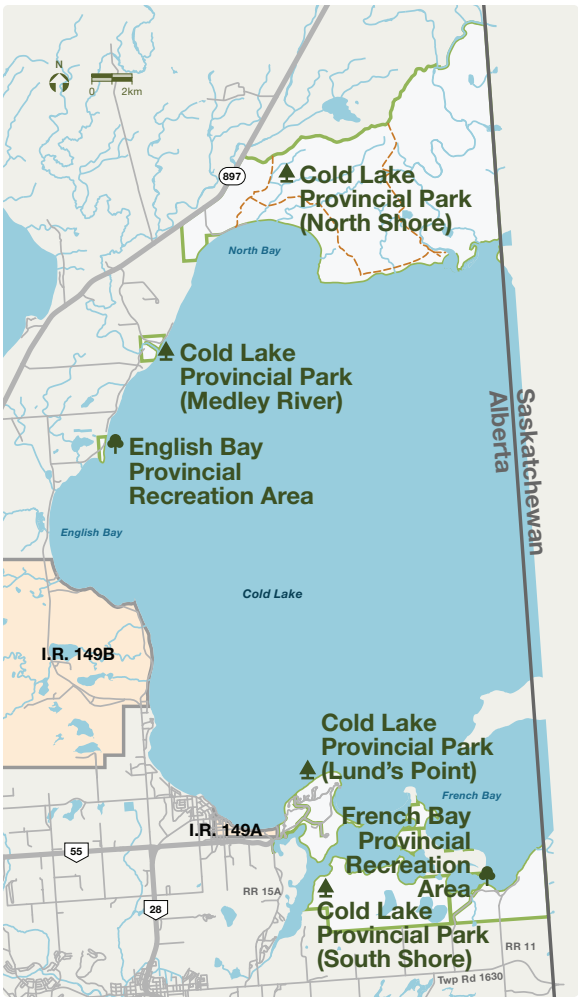 N
0 2km
897
Cold Lake
Provincial Park
(North Shore)
North Bay
Cold Lake
Provincial Park
(Medley River)
English Bay
Provincial
Recreation Area
Saskatchewan
Alberta
English Bay
Cold Lake
I.R. 149B
Cold Lake
Provincial Park
(Lund's Point)
French Bay
French Bay
Provincial
Recreation
Area
I.R. 149A
55
RR 15A
28
Cold Lake
Provincial Park
(South Shore)
RR 11
Twp Rd 1630